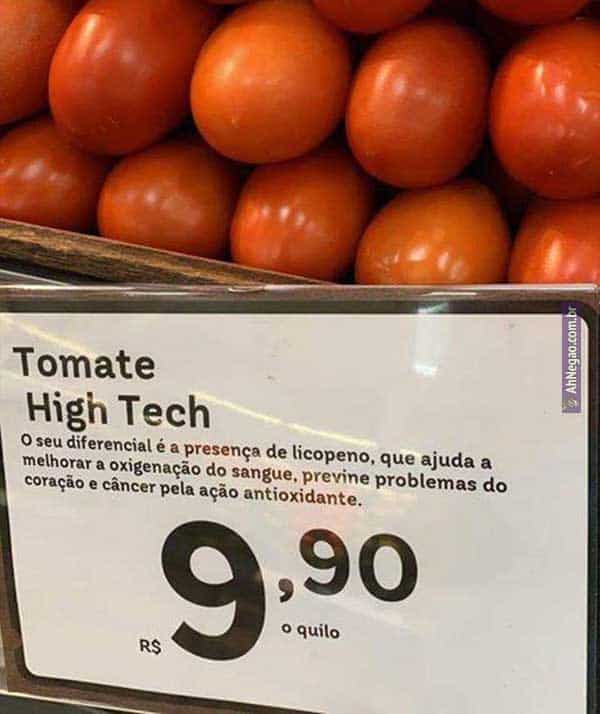 AhNegao.com.br
Tomate
High Tech
O seu diferencial é a presença de licopeno, que ajuda a
melhorar a oxigenação do sangue, previne problemas do
coração e câncer pela ação antioxidante.
R$ 9,90
o quilo